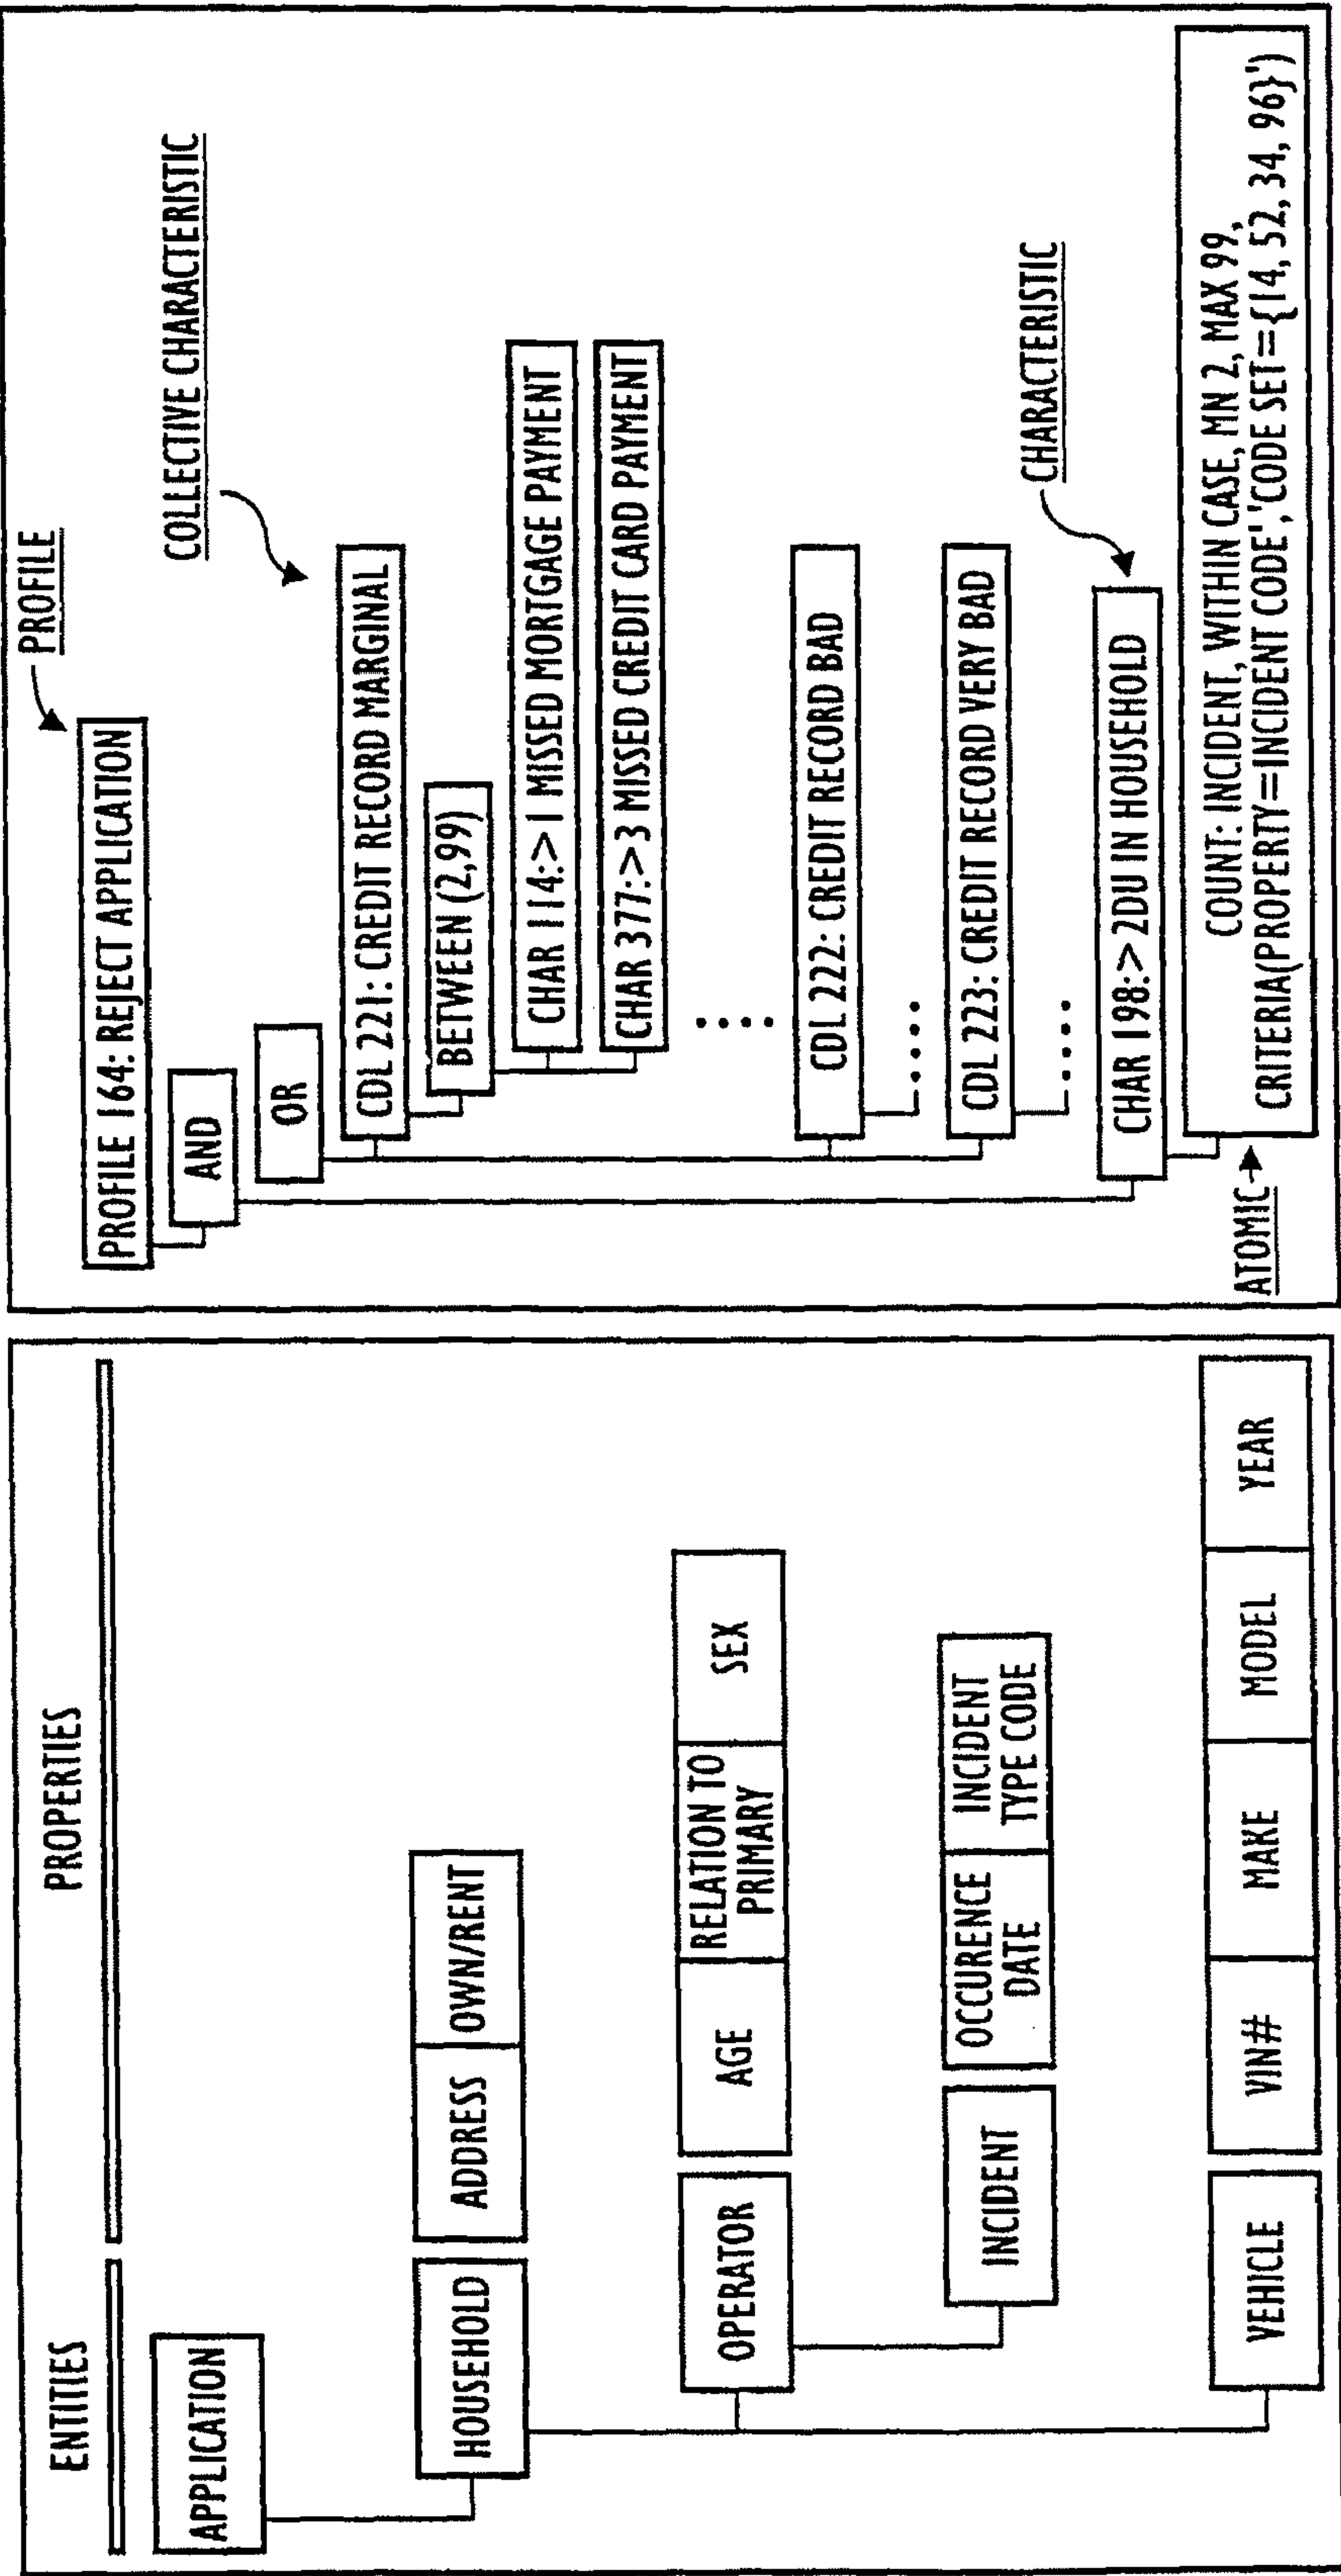 ENTITIES
PROPERTIES
APPLICATION
HOUSEHOLD
ADDRESS
OWN/RENT
OPERATOR
AGE
RELATION TO
PRIMARY
SEX
INCIDENT
OCCURENCE
DATE
INCIDENT
TYPE CODE
VEHICLE
VIN#
MAKE
MODEL
YEAR
PROFILE
PROFILE 164: REJECT APPLICATION
AND
OR
COLLECTIVE CHARACTERISTIC
CDL 221: CREDIT RECORD MARGINAL
BETWEEN (2,99)
CHAR 114:>1 MISSED MORTGAGE PAYMENT
CHAR 377:>3 MISSED CREDIT CARD PAYMENT
CDL 222: CREDIT RECORD BAD
CDL 223: CREDIT RECORD VERY BAD
CHARACTERISTIC
CHAR 198:> 2DU IN HOUSEHOLD
ATOMIC
COUNT: INCIDENT, WITHIN CASE, MN 2, MAX 99,
CRITERIA(PROPERTY=INCIDENT CODE','CODE SET={14, 52, 34, 96}')